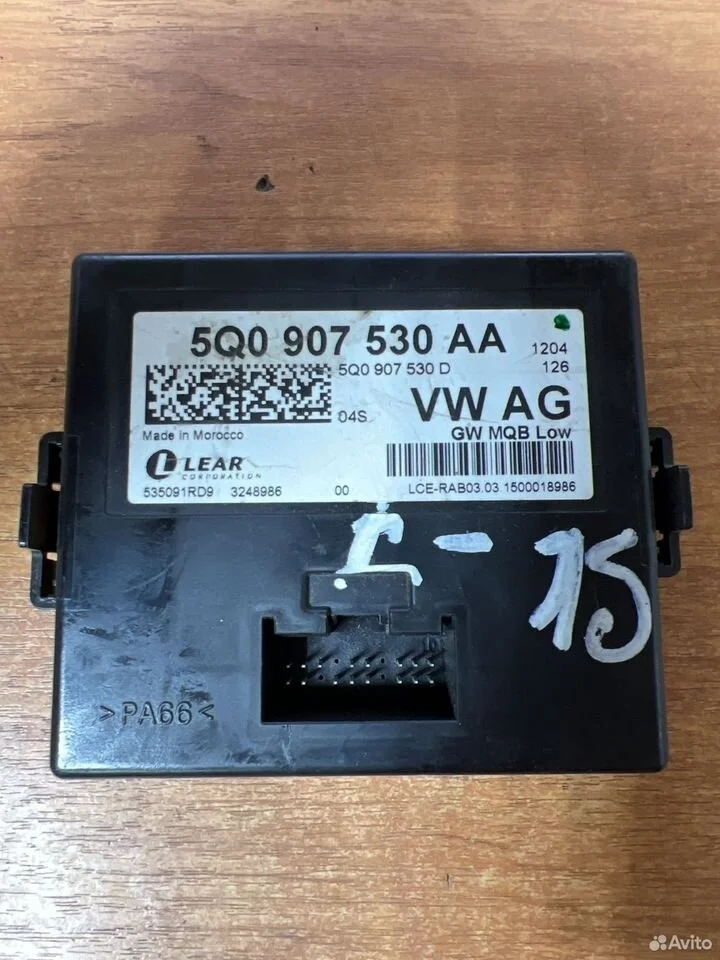 5Q0 907 530 AA
1204
5Q0 907 530 D
126
04S
VW AG
Made in Morocco
GW MQB Low
LEAR
CORPORATION
535091RD9 3248986 00
LCE-RAB03.03 1500018986
- 15
>PA66<
Avito